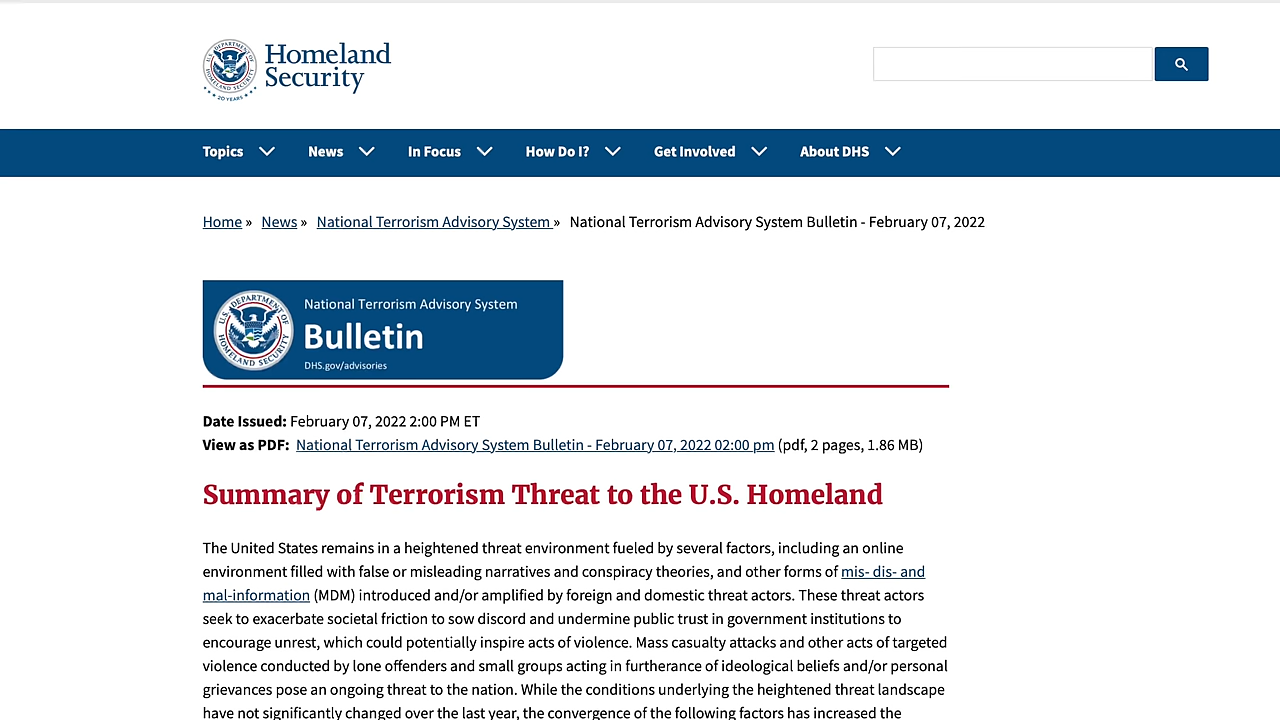 Homeland
Security
U.S. DEPARTMENT OF HOMELAND SECURITY
20 YEARS
Topics News In Focus How Do I? Get Involved About DHS
Home » News » National Terrorism Advisory System » National Terrorism Advisory System Bulletin - February 07, 2022
U.S. DEPARTMENT OF HOMELAND SECURITY
National Terrorism Advisory System
Bulletin
DHS.gov/advisories
Date Issued: February 07, 2022 2:00 PM ET
View as PDF: National Terrorism Advisory System Bulletin - February 07, 2022 02:00 pm (pdf, 2 pages, 1.86 MB)
Summary of Terrorism Threat to the U.S. Homeland
The United States remains in a heightened threat environment fueled by several factors, including an online
environment filled with false or misleading narratives and conspiracy theories, and other forms of mis- dis- and
mal-information (MDM) introduced and/or amplified by foreign and domestic threat actors. These threat actors
seek to exacerbate societal friction to sow discord and undermine public trust in government institutions to
encourage unrest, which could potentially inspire acts of violence. Mass casualty attacks and other acts of targeted
violence conducted by lone offenders and small groups acting in furtherance of ideological beliefs and/or personal
grievances pose an ongoing threat to the nation. While the conditions underlying the heightened threat landscape
have not significantly changed over the last year, the convergence of the following factors has increased the